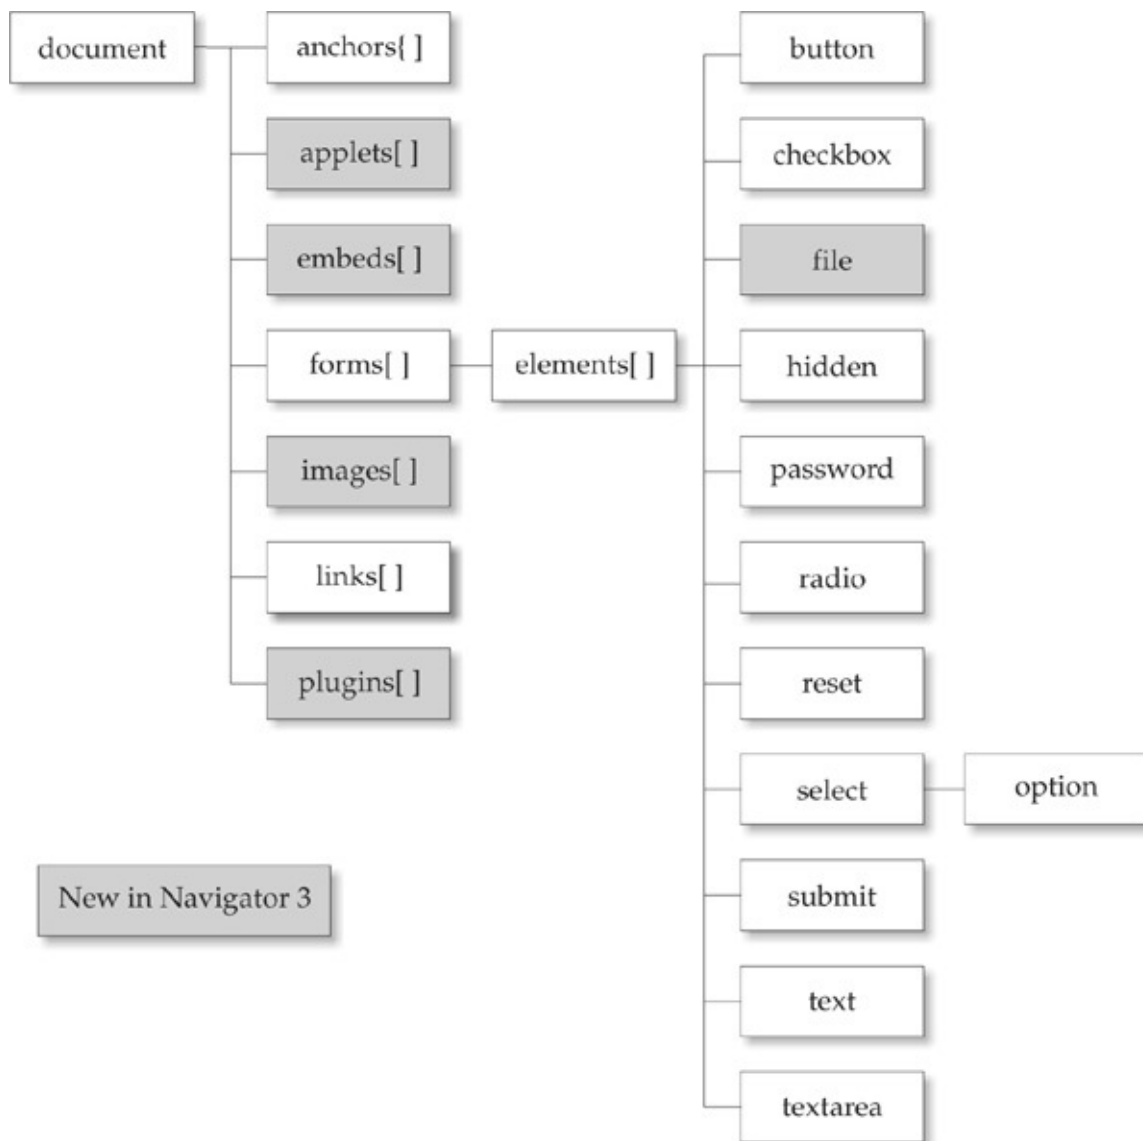 document
anchors{ ]
applets[ ]
embeds[ ]
forms[ ]
images[ ]
links[ ]
plugins[ ]
elements[ ]
button
checkbox
file
hidden
password
radio
reset
select
option
submit
text
textarea
New in Navigator 3